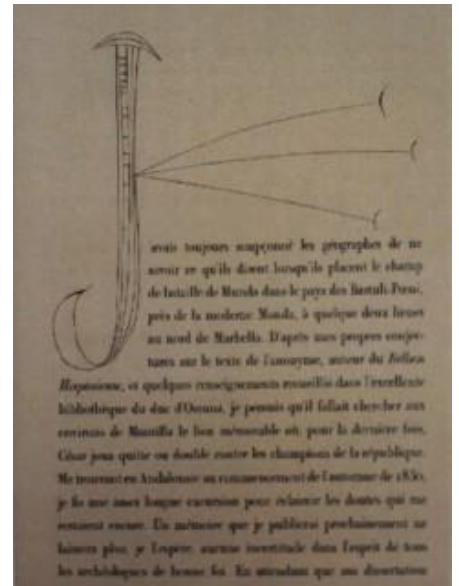 J
avais toujours soupçonné les géographes de ne
savoir ce qu'ils disent lorsqu'ils placent le champ
de bataille de Munda dans le pays des Bastuli-Pœni,
près de la moderne Monda, à quelque deux lieues
au nord de Marbella. D'après mes propres conjec-
tures sur le texte de l'anonyme, auteur du Bellum
Hispaniense, et quelques renseignements recueillis dans l'excellente
bibliothèque du duc d'Ossuna, je pensais qu'il fallait chercher aux
environs de Montilla le lieu mémorable où, pour la dernière fois,
César joua quitte ou double contre les champions de la république.
Me trouvant en Andalousie au commencement de l'automne de 1830,
je fis une assez longue excursion pour éclaircir les doutes qui me
restaient encore. Un mémoire que je publierai prochainement ne
laissera plus, je l'espère, aucune incertitude dans l'esprit de tous
les archéologues de bonne foi. En attendant que ma dissertation